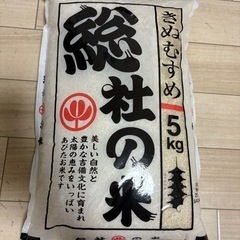 きぬむすめ
5kg
総社の米
美しい自然と
豊かな吉備文化に育まれ
太陽の恵みをいっぱい
あびたお米です